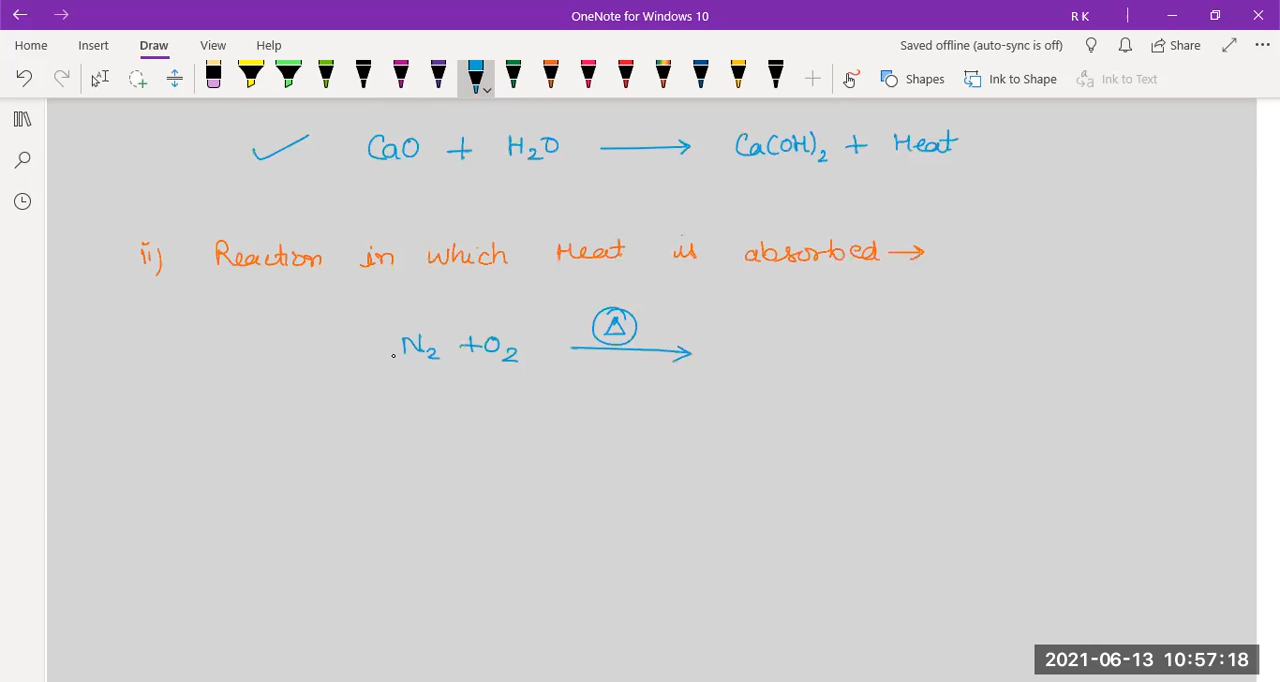 OneNote for Windows 10
R K
Home Insert Draw View Help
Saved offline (auto-sync is off) Share
Shapes Ink to Shape Ink to Text
CaO + H₂O ⟶ Ca(OH)₂ + Heat
ii) Reaction in which Heat is absorbed →
N₂ + O₂ Δ⟶
2021-06-13 10:57:18